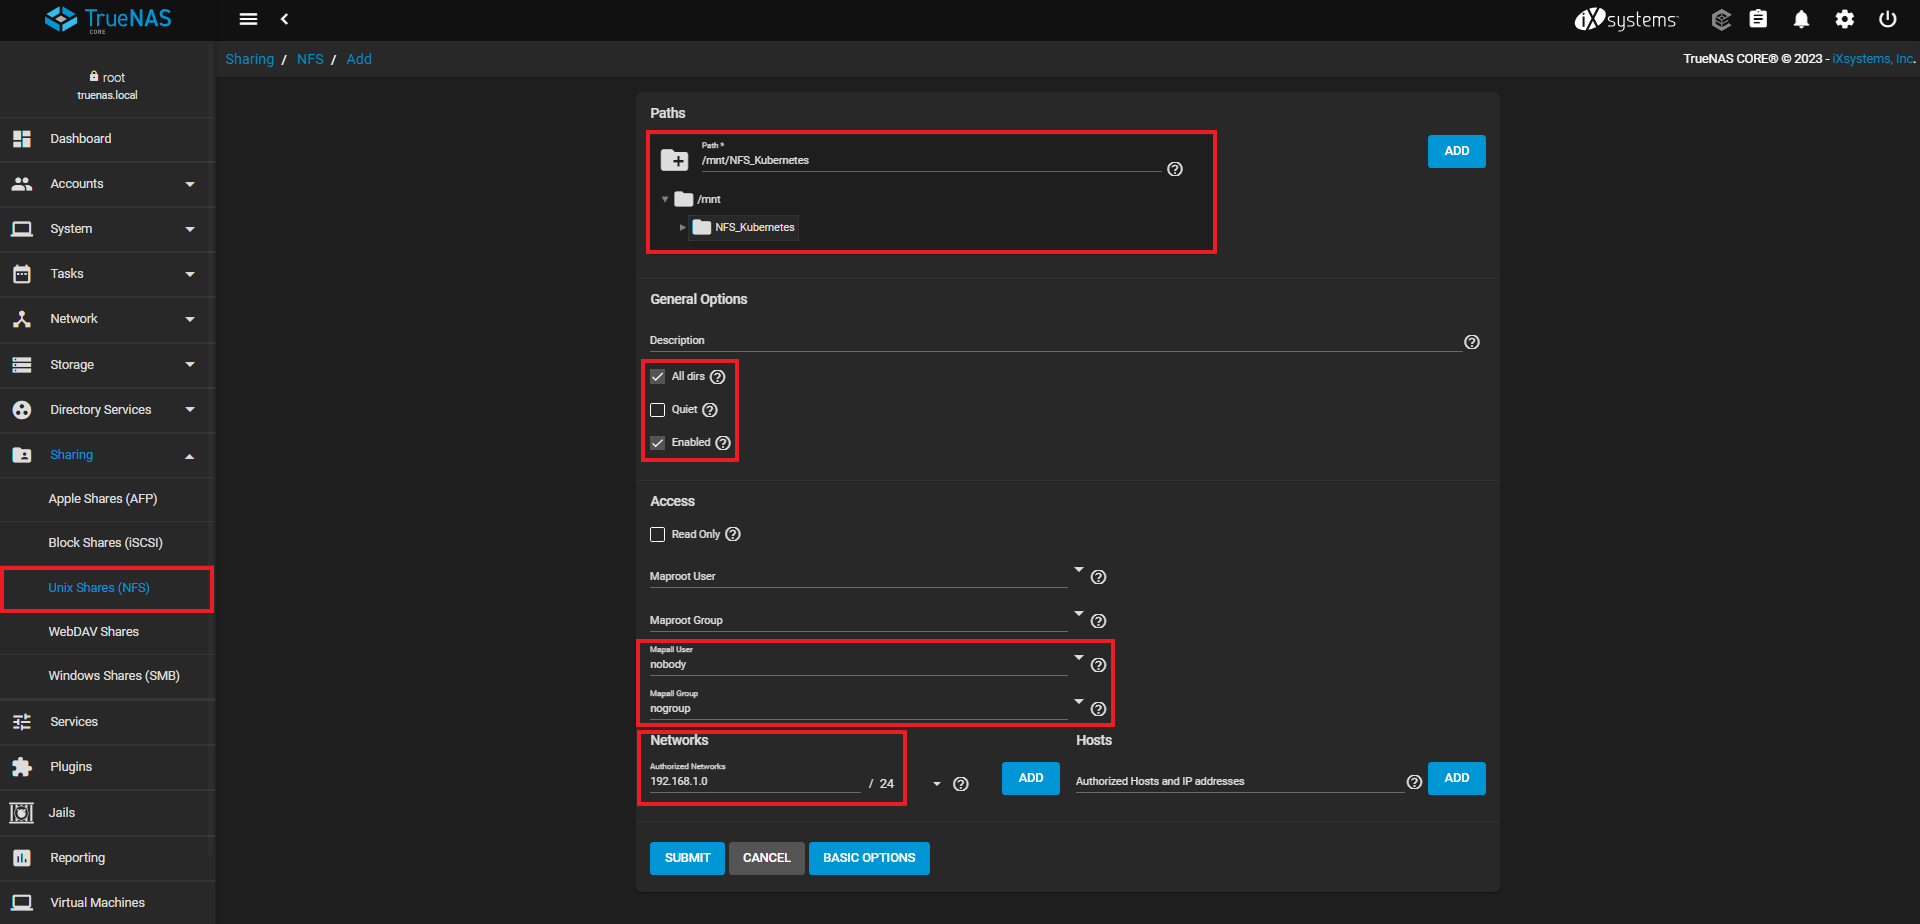 TrueNAS
CORE
iXsystems
Sharing / NFS / Add
TrueNAS CORE® © 2023 - iXsystems, Inc.
root
truenas.local
Dashboard
Accounts
System
Tasks
Network
Storage
Directory Services
Sharing
Apple Shares (AFP)
Block Shares (iSCSI)
Unix Shares (NFS)
WebDAV Shares
Windows Shares (SMB)
Services
Plugins
Jails
Reporting
Virtual Machines
Paths
Path *
/mnt/NFS_Kubernetes
ADD
/mnt
NFS_Kubernetes
General Options
Description
All dirs
Quiet
Enabled
Access
Read Only
Maproot User
Maproot Group
Mapall User
nobody
Mapall Group
nogroup
Networks
Authorized Networks
192.168.1.0 / 24
ADD
Hosts
Authorized Hosts and IP addresses
ADD
SUBMIT
CANCEL
BASIC OPTIONS